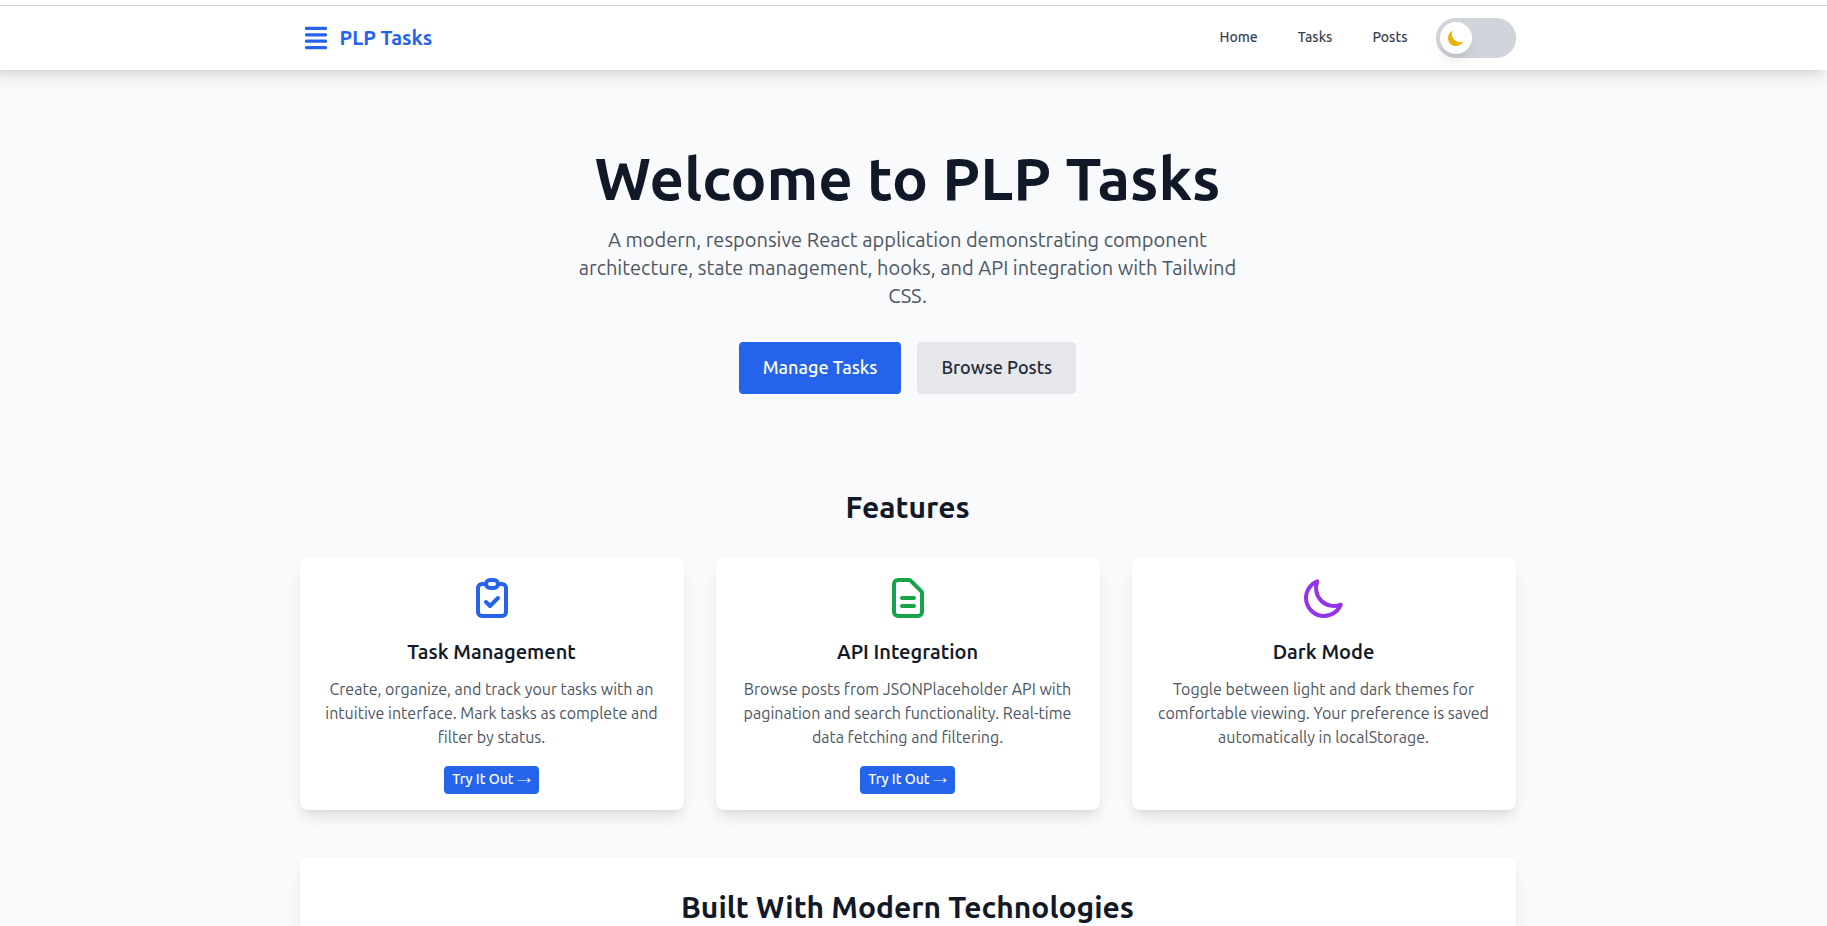 PLP Tasks
Home
Tasks
Posts
Welcome to PLP Tasks
A modern, responsive React application demonstrating component
architecture, state management, hooks, and API integration with Tailwind
CSS.
Manage Tasks
Browse Posts
Features
Task Management
Create, organize, and track your tasks with an
intuitive interface. Mark tasks as complete and
filter by status.
Try It Out →
API Integration
Browse posts from JSONPlaceholder API with
pagination and search functionality. Real-time
data fetching and filtering.
Try It Out →
Dark Mode
Toggle between light and dark themes for
comfortable viewing. Your preference is saved
automatically in localStorage.
Built With Modern Technologies